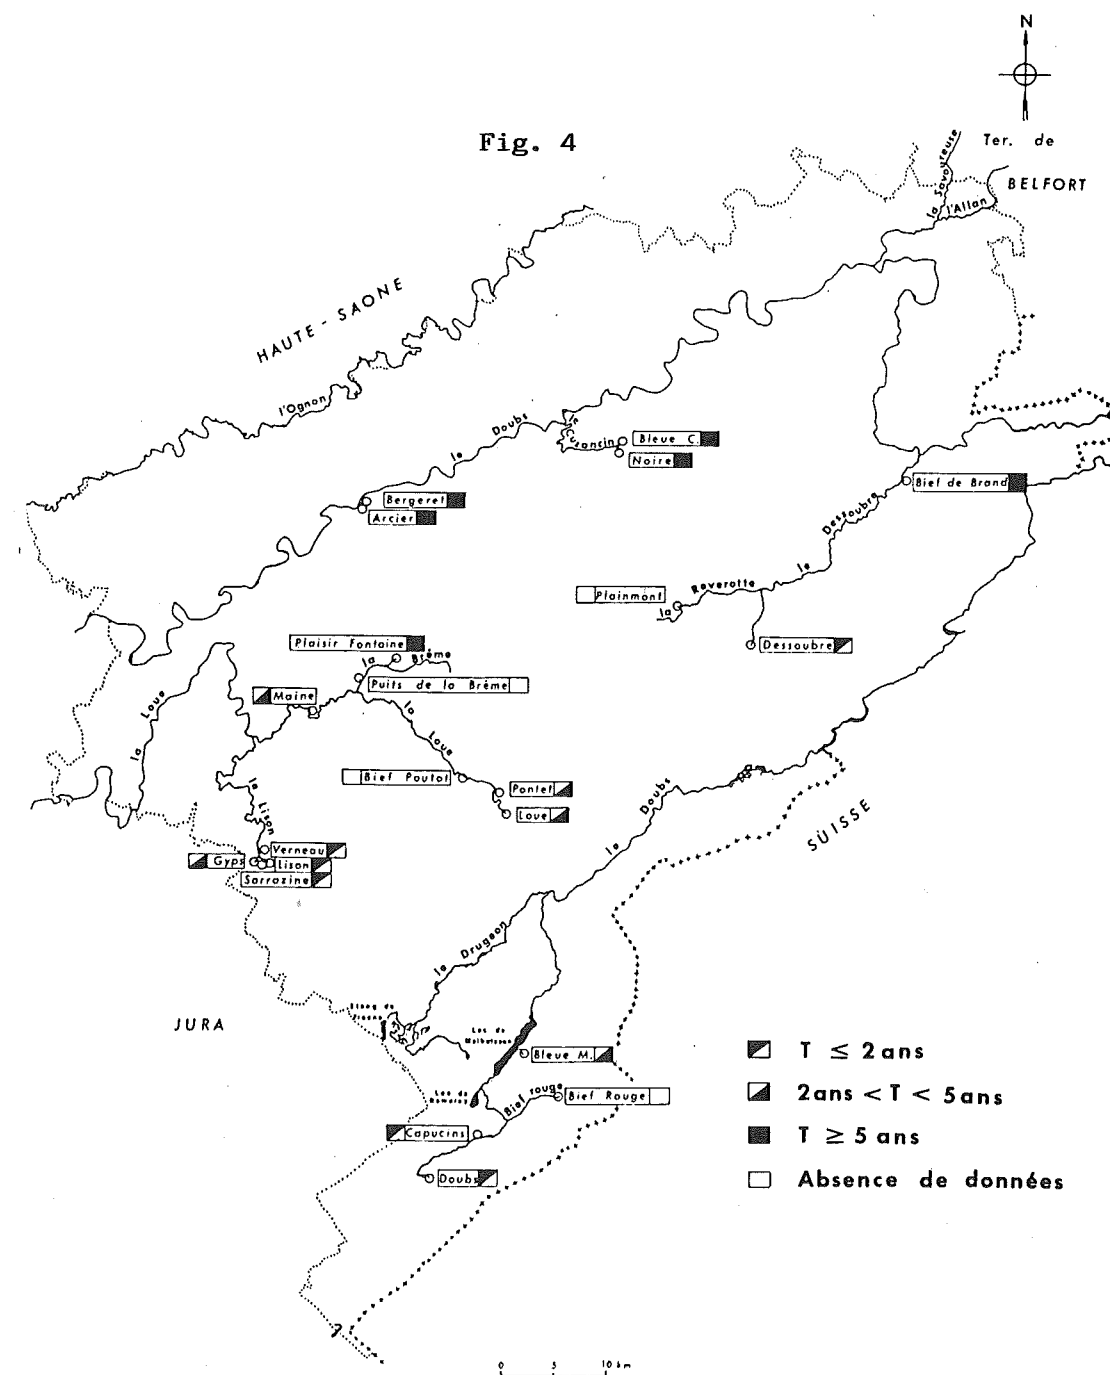 N
Fig. 4
Ter. de
BELFORT
la Savoureuse
l'Allan
HAUTE-SAONE
l'Ognon
le Doubs
le Cusancin
Bleue C.
Noire
Bergeret
Arcier
Bief de Brand
le Dessoubre
Plainmont
la Reverotte
Dessoubre
Plaisir Fontaine
la Brême
Puits de la Brême
Maine
la Loue
la Loue
Bief Poutot
Pontet
Loue
le Lison
Verneau
Gyps
Lison
Sarrazine
le Doubs
SUISSE
le Drugeon
JURA
Lac de
Bleue M.
Lac de
Bief rouge
Bief Rouge
Capucins
Doubs
T ≤ 2ans
2ans < T < 5ans
T ≥ 5 ans
Absence de données
0 5 10 km